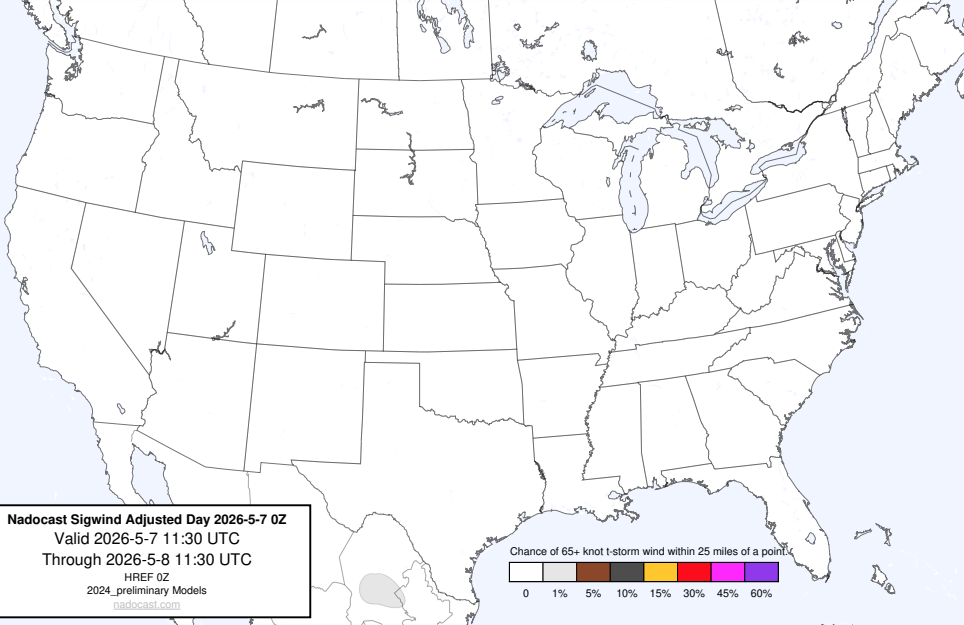 Nadocast Sigwind Adjusted Day 2026-5-7 0Z
Valid 2026-5-7 11:30 UTC
Through 2026-5-8 11:30 UTC
HREF 0Z
2024_preliminary Models
nadocast.com
Chance of 65+ knot t-storm wind within 25 miles of a point.
0 1% 5% 10% 15% 30% 45% 60%